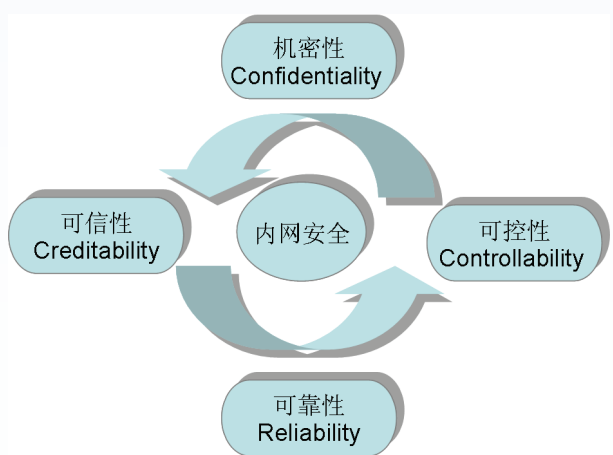 机密性
Confidentiality
可信性
Creditability
内网安全
可控性
Controllability
可靠性
Reliability